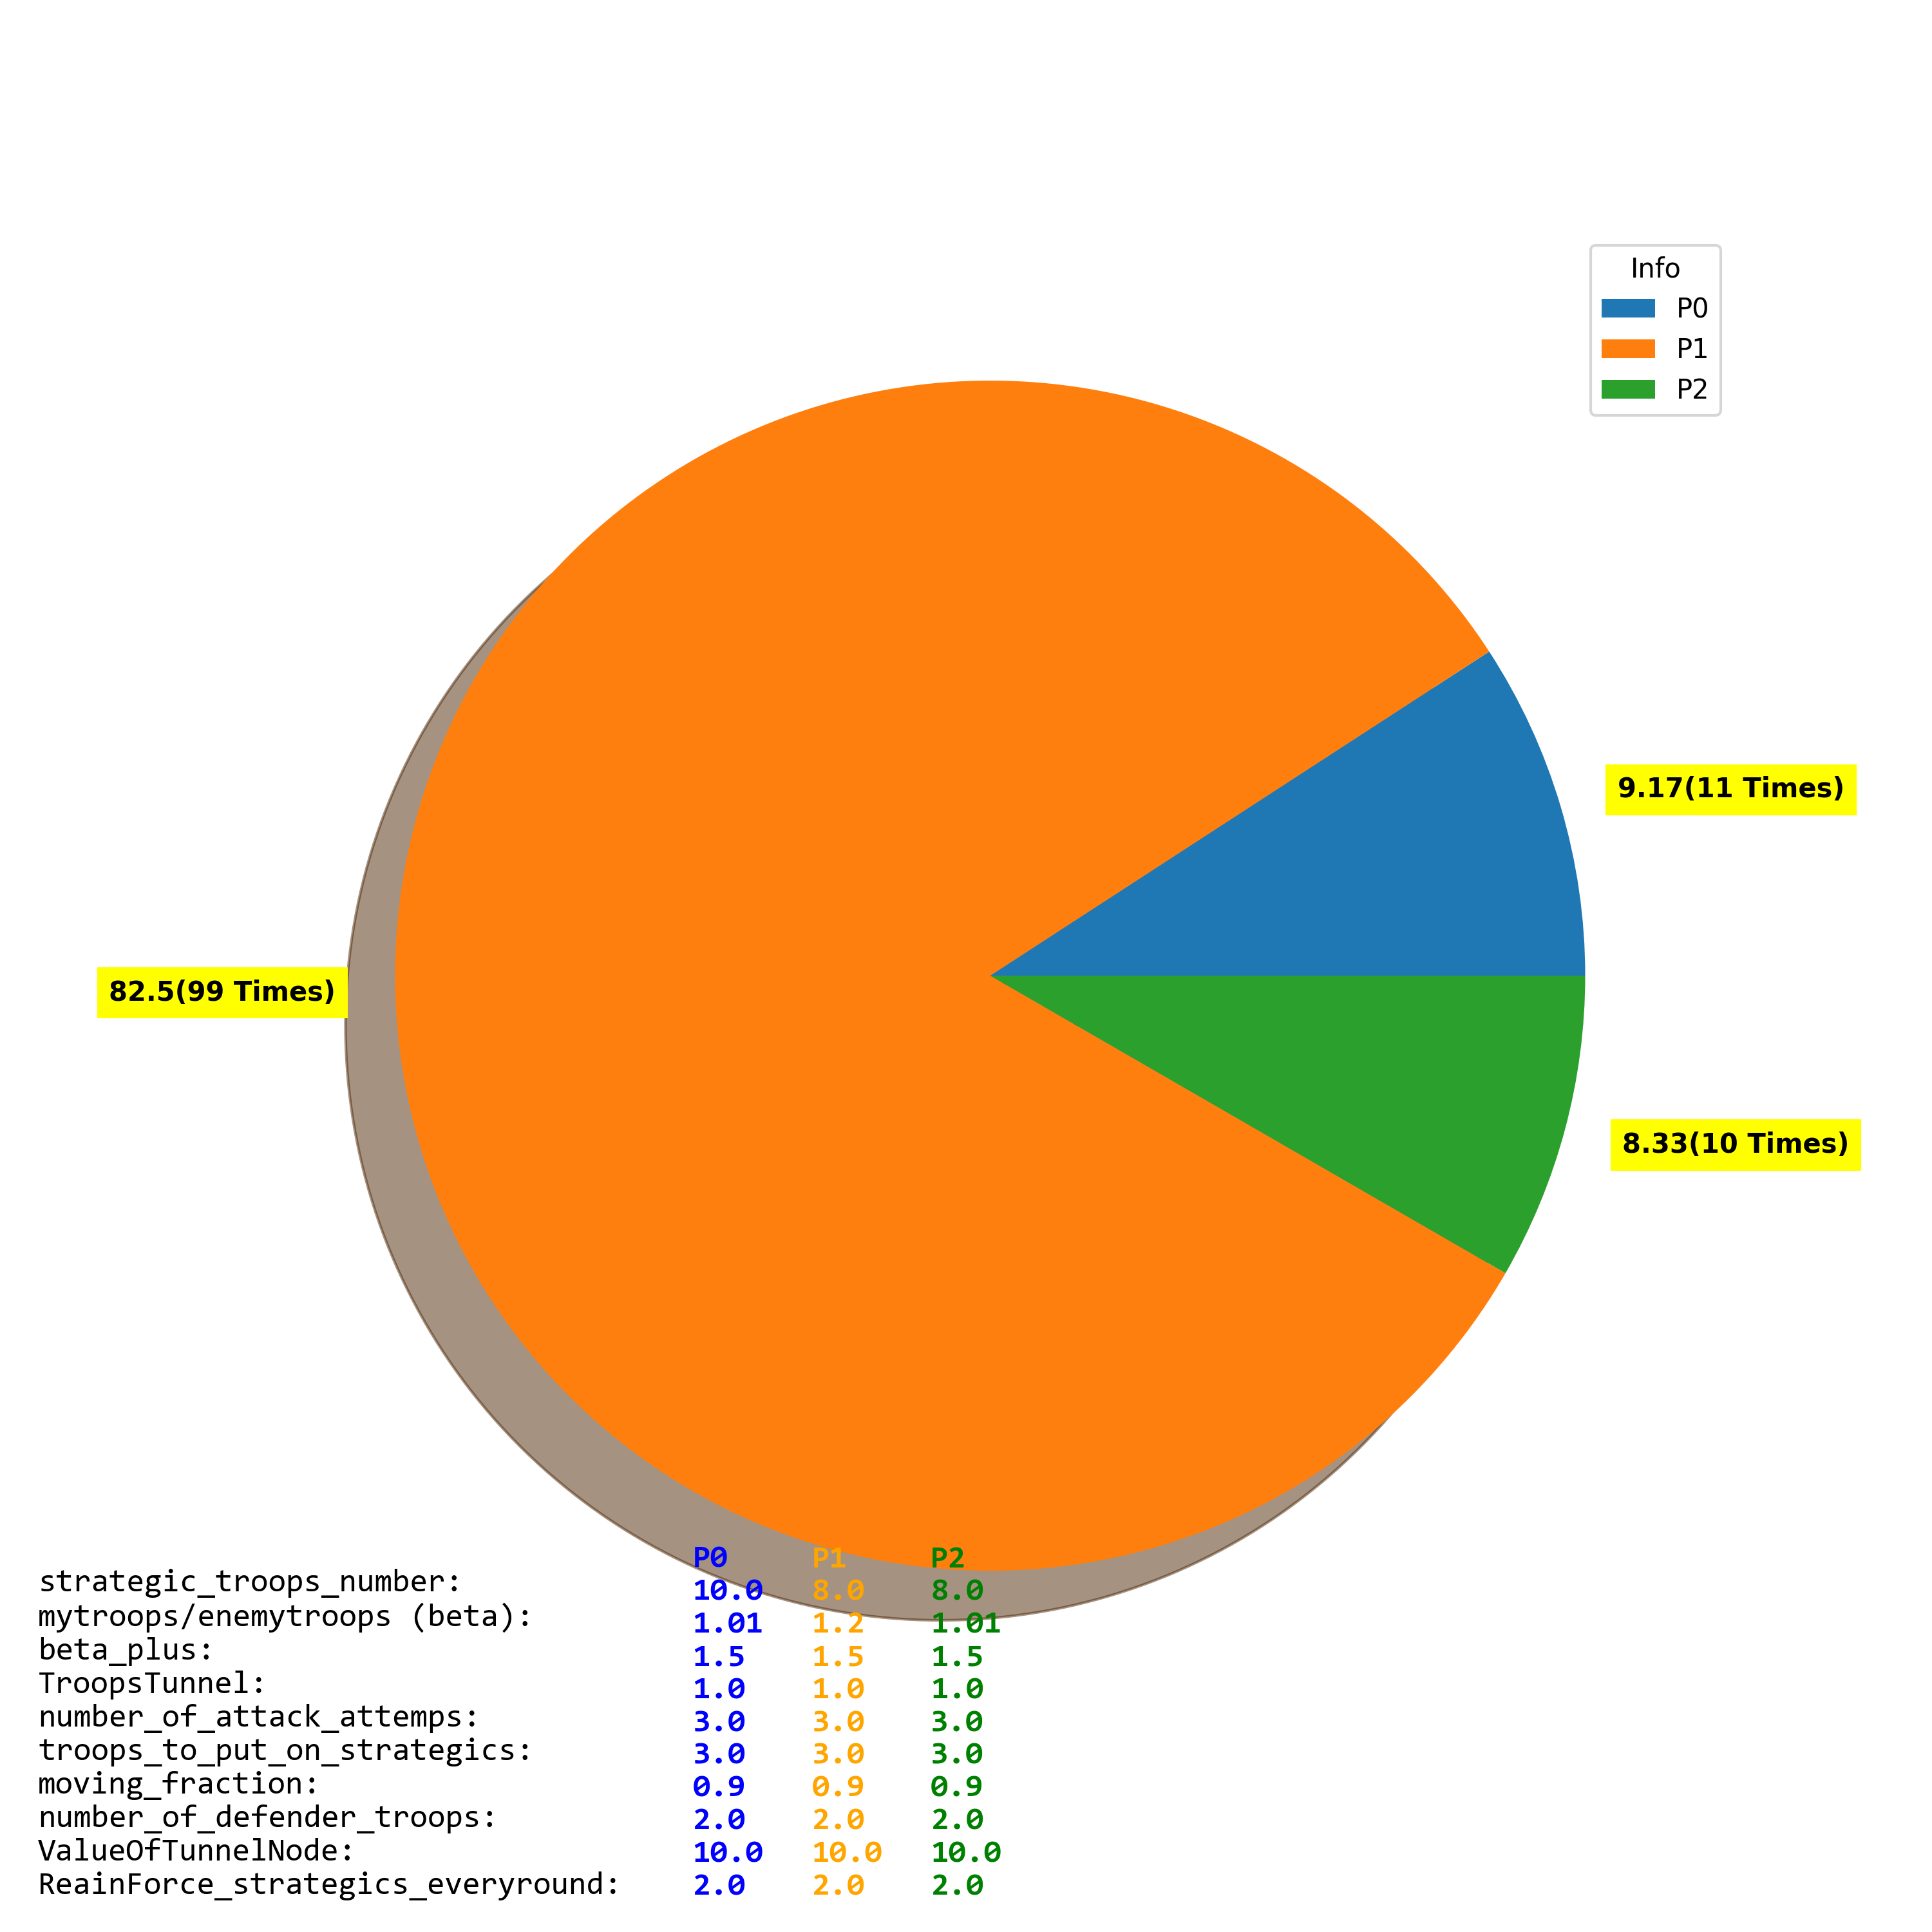 Info
P0
P1
P2
9.17(11 Times)
82.5(99 Times)
8.33(10 Times)
P0 P1 P2
strategic_troops_number: 10.0 8.0 8.0
mytroops/enemytroops (beta): 1.01 1.2 1.01
beta_plus: 1.5 1.5 1.5
TroopsTunnel: 1.0 1.0 1.0
number_of_attack_attemps: 3.0 3.0 3.0
troops_to_put_on_strategics: 3.0 3.0 3.0
moving_fraction: 0.9 0.9 0.9
number_of_defender_troops: 2.0 2.0 2.0
ValueOfTunnelNode: 10.0 10.0 10.0
ReainForce_strategics_everyround: 2.0 2.0 2.0